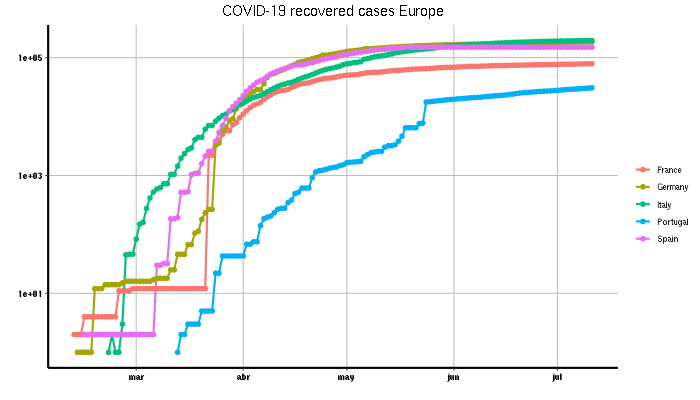 COVID-19 recovered cases Europe
1e+05
1e+03
1e+01
mar
abr
may
jun
jul
France
Germany
Italy
Portugal
Spain